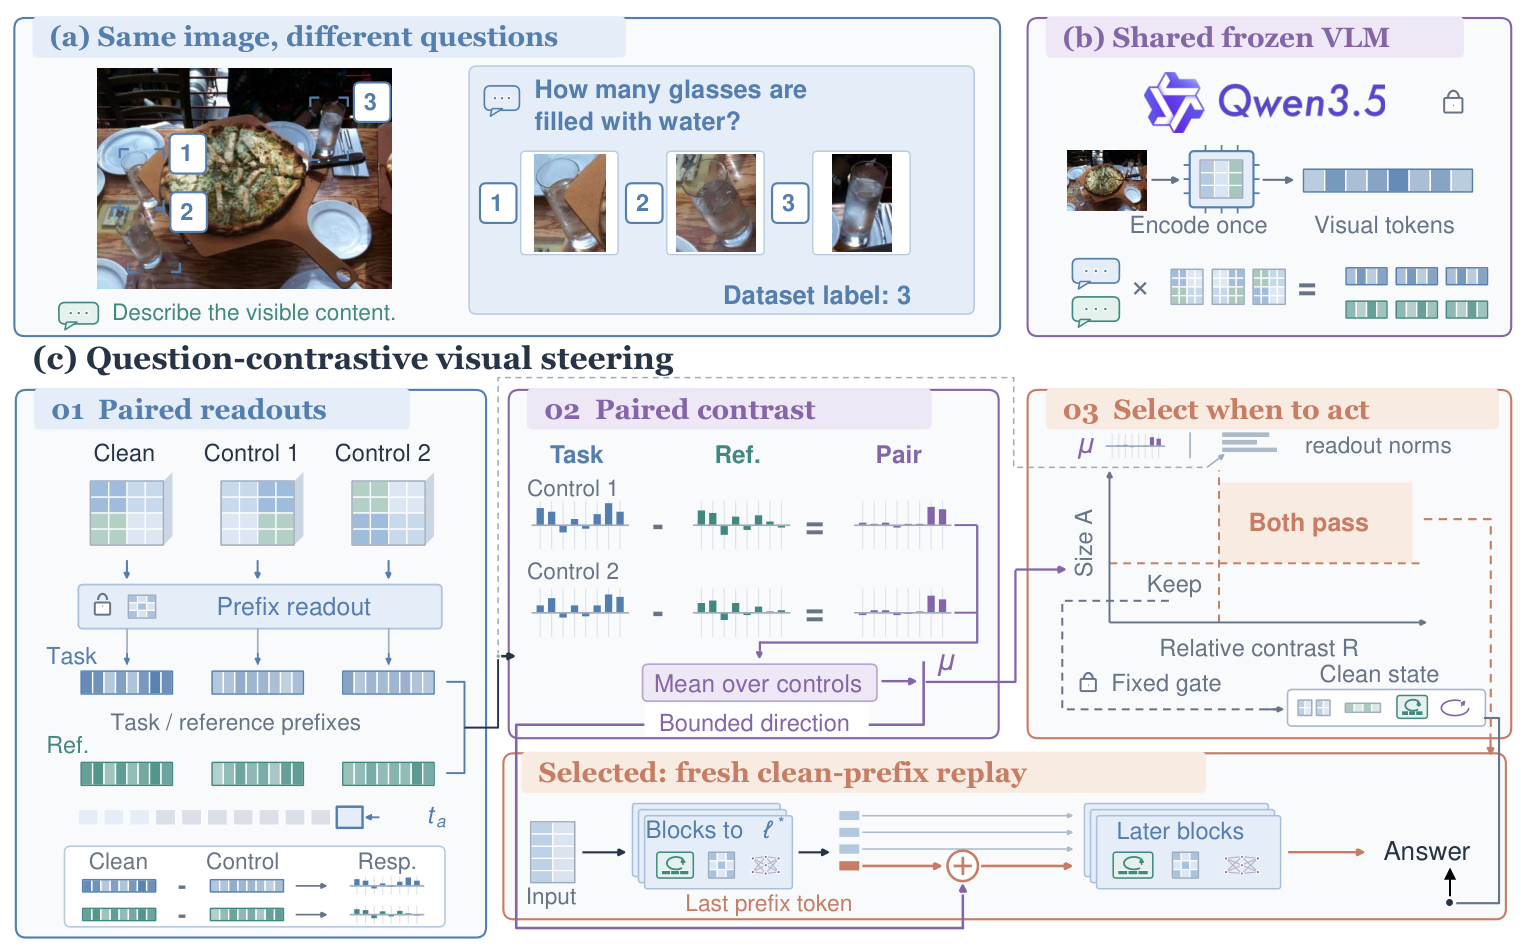 (a) Same image, different questions
1
2
3
Describe the visible content.
How many glasses are
filled with water?
1
2
3
Dataset label: 3
(b) Shared frozen VLM
Qwen3.5
Encode once
Visual tokens
×
=
(c) Question-contrastive visual steering
01 Paired readouts
Clean
Control 1
Control 2
Prefix readout
Task
Task / reference prefixes
Ref.
t_a
Clean
Control
Resp.
-
-
02 Paired contrast
Task
Ref.
Pair
Control 1
-
=
Control 2
-
=
Mean over controls
μ
Bounded direction
03 Select when to act
μ
readout norms
Size A
Both pass
Keep
Relative contrast R
Fixed gate
Clean state
Selected: fresh clean-prefix replay
Input
Blocks to ℓ*
Last prefix token
+
Later blocks
Answer